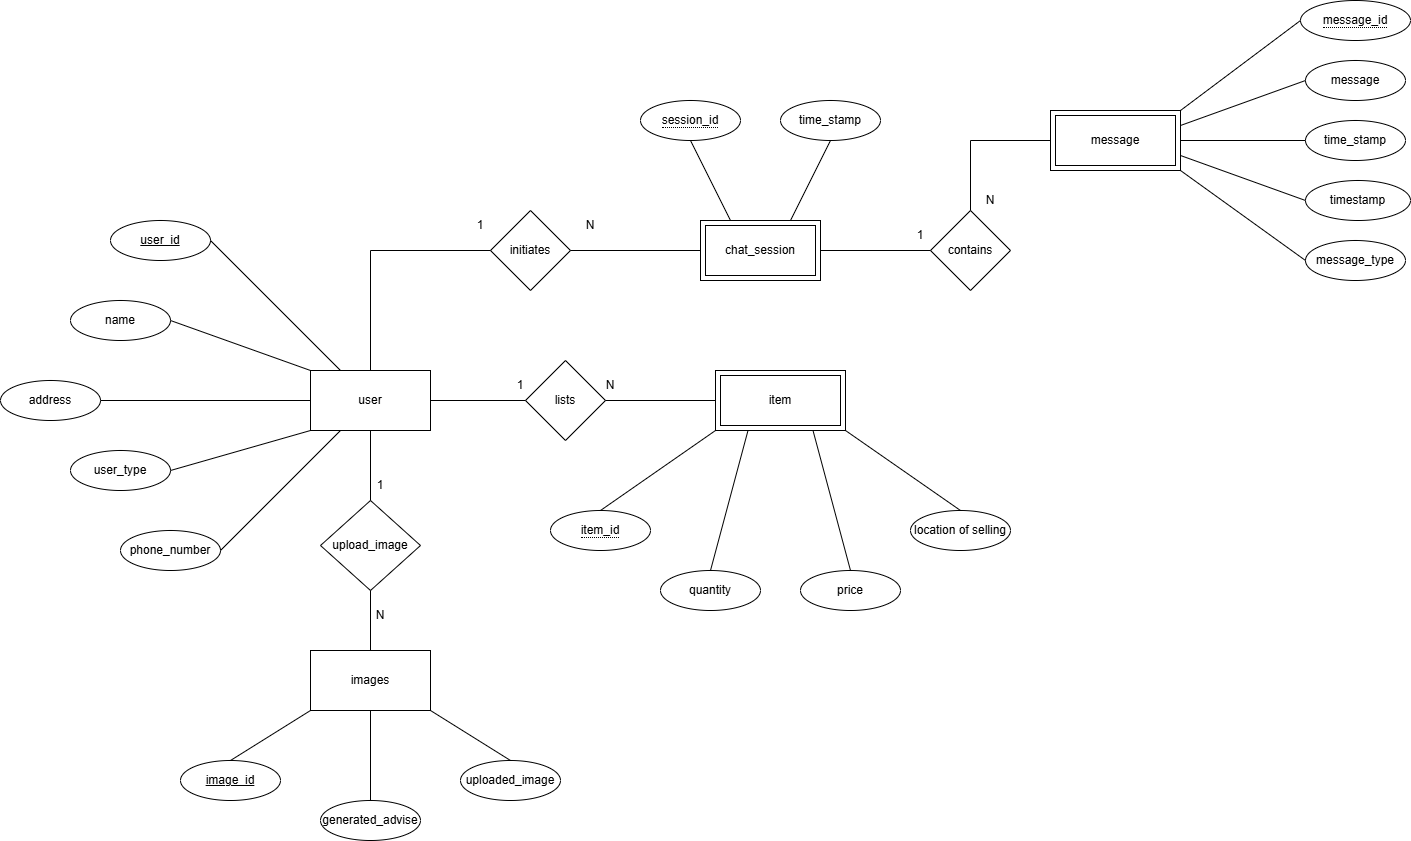 message_id
message
session_id
time_stamp
message
time_stamp
timestamp
N
1
N
user_id
1
initiates
chat_session
contains
message_type
name
1
N
address
user
lists
item
user_type
1
item_id
location of selling
phone_number
upload_image
quantity
price
N
images
image_id
uploaded_image
generated_advise